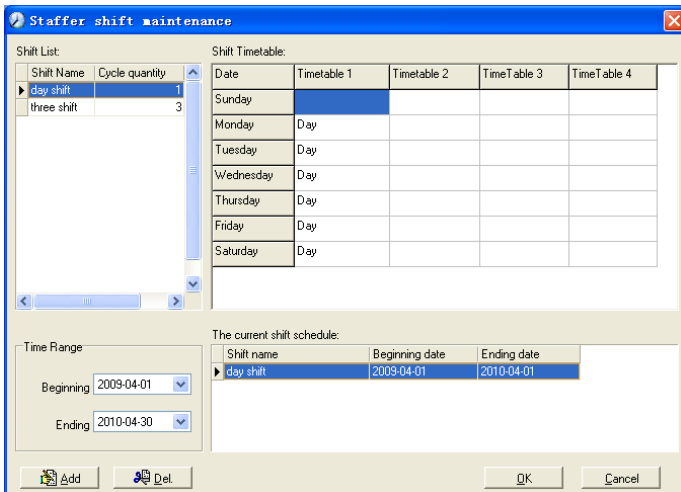 Staffer shift maintenance
Shift List:
Shift Name Cycle quantity
day shift 1
three shift 3
Shift Timetable:
Date Timetable 1 Timetable 2 TimeTable 3 TimeTable 4
Sunday
Monday Day
Tuesday Day
Wednesday Day
Thursday Day
Friday Day
Saturday Day
Time Range
Beginning 2009-04-01
Ending 2010-04-30
The current shift schedule:
Shift name Beginning date Ending date
day shift 2009-04-01 2010-04-01
Add Del. OK Cancel